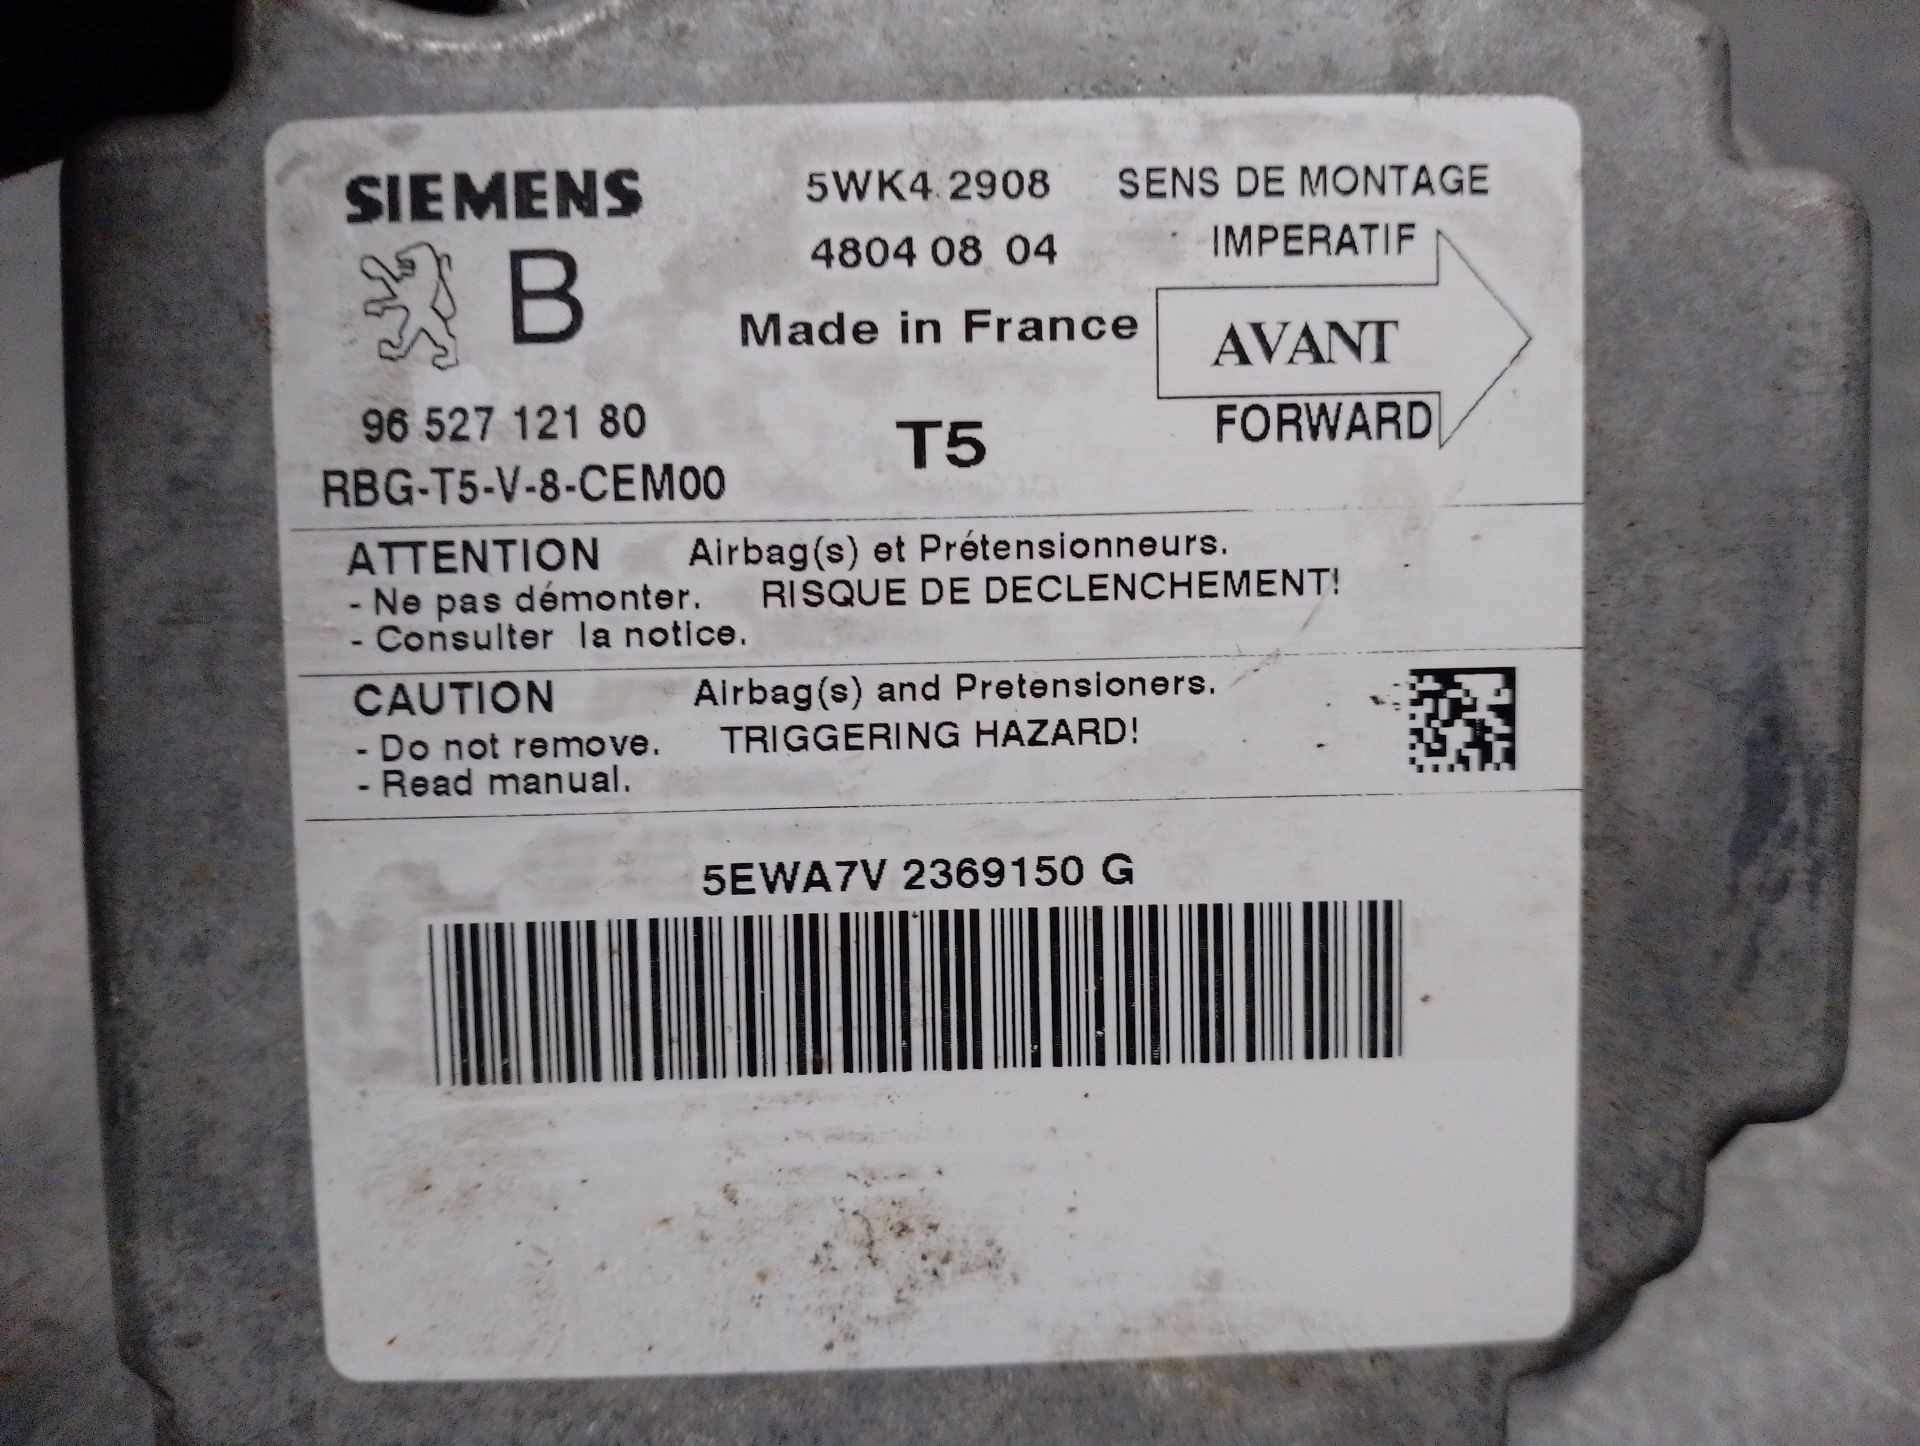 SIEMENS
B
96 527 121 80
RBG-T5-V-8-CEM00
5WK4 2908
4804 08 04
Made in France
T5
SENS DE MONTAGE
IMPERATIF
AVANT
FORWARD
ATTENTION Airbag(s) et Prétensionneurs.
- Ne pas démonter. RISQUE DE DECLENCHEMENT!
- Consulter la notice.
CAUTION Airbag(s) and Pretensioners.
- Do not remove. TRIGGERING HAZARD!
- Read manual.
5EWA7V 2369150 G